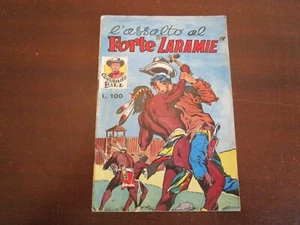 l'assalto al
Forte "LARAMIE"
BILL
L. 100